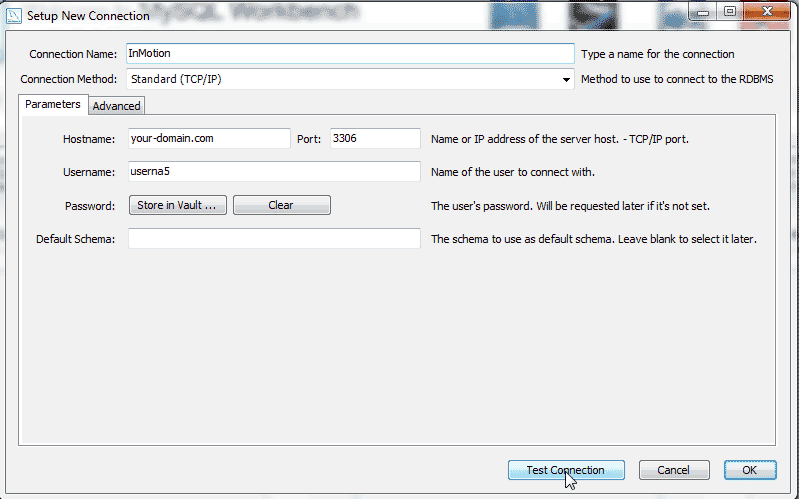 MySQL Workbench
Setup New Connection
Connection Name: InMotion Type a name for the connection
Connection Method: Standard (TCP/IP) Method to use to connect to the RDBMS
Parameters Advanced
Hostname: your-domain.com Port: 3306 Name or IP address of the server host. - TCP/IP port.
Username: userna5 Name of the user to connect with.
Password: Store in Vault ... Clear The user's password. Will be requested later if it's not set.
Default Schema: The schema to use as default schema. Leave blank to select it later.
Test Connection Cancel OK